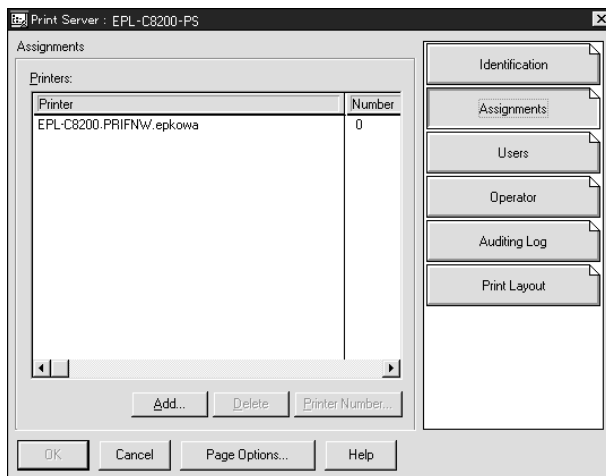 Print Server : EPL-C8200-PS
Assignments
Printers:
Printer Number
EPL-C8200.PRIFNW.epkowa 0
Add... Delete Printer Number...
OK Cancel Page Options... Help
Identification
Assignments
Users
Operator
Auditing Log
Print Layout